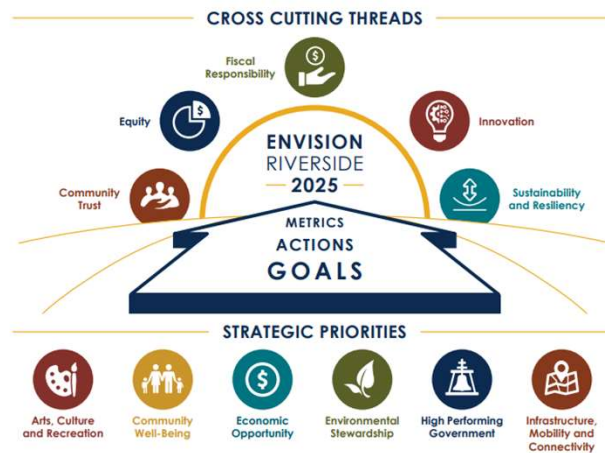 CROSS CUTTING THREADS
Fiscal
Responsibility
Equity
Innovation
Community
Trust
Sustainability
and Resiliency
ENVISION
RIVERSIDE
2025
METRICS
ACTIONS
GOALS
STRATEGIC PRIORITIES
Arts, Culture
and Recreation
Community
Well-Being
Economic
Opportunity
Environmental
Stewardship
High Performing
Government
Infrastructure,
Mobility and
Connectivity